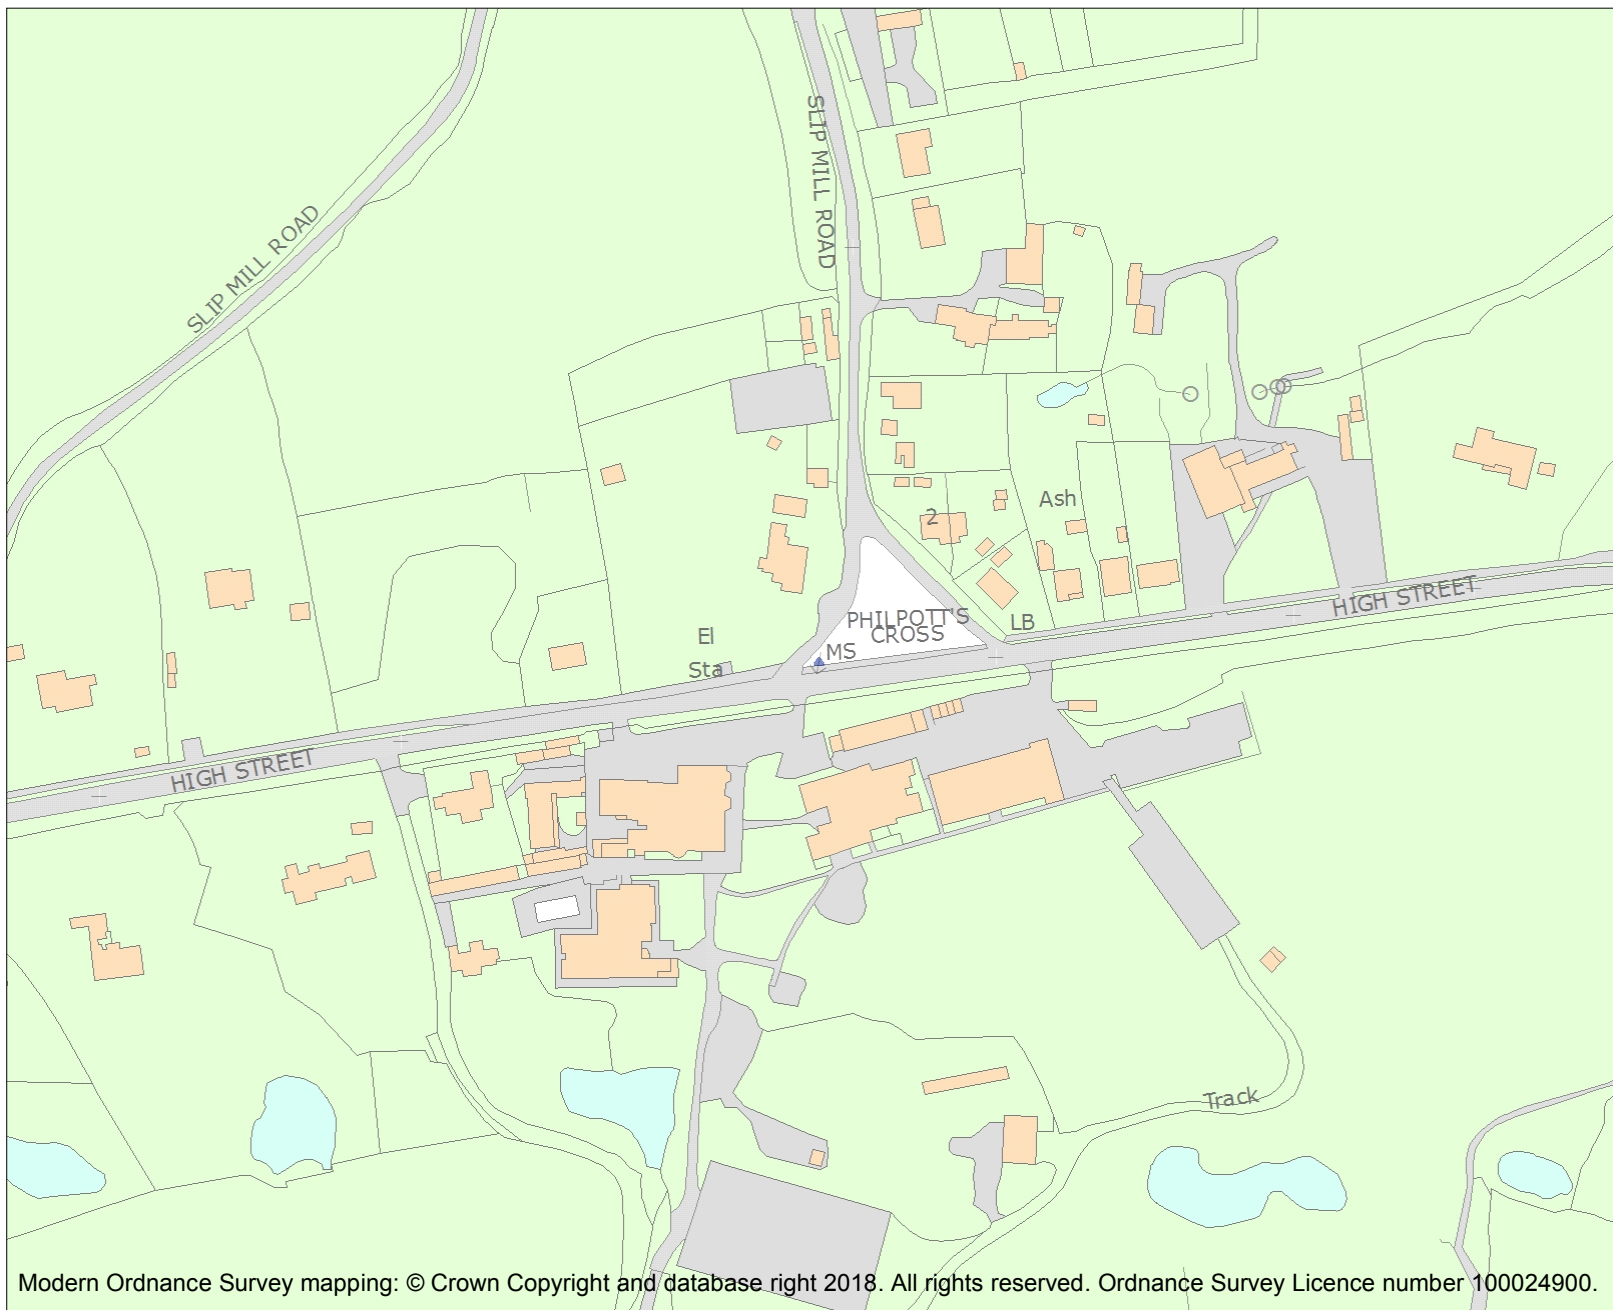 SLIP MILL ROAD
SLIP MILL ROAD
Ash
2
PHILPOTT'S
CROSS
HIGH STREET
LB
El
Sta
MS
HIGH STREET
Track
Modern Ordnance Survey mapping: © Crown Copyright and database right 2018. All rights reserved. Ordnance Survey Licence number 100024900.